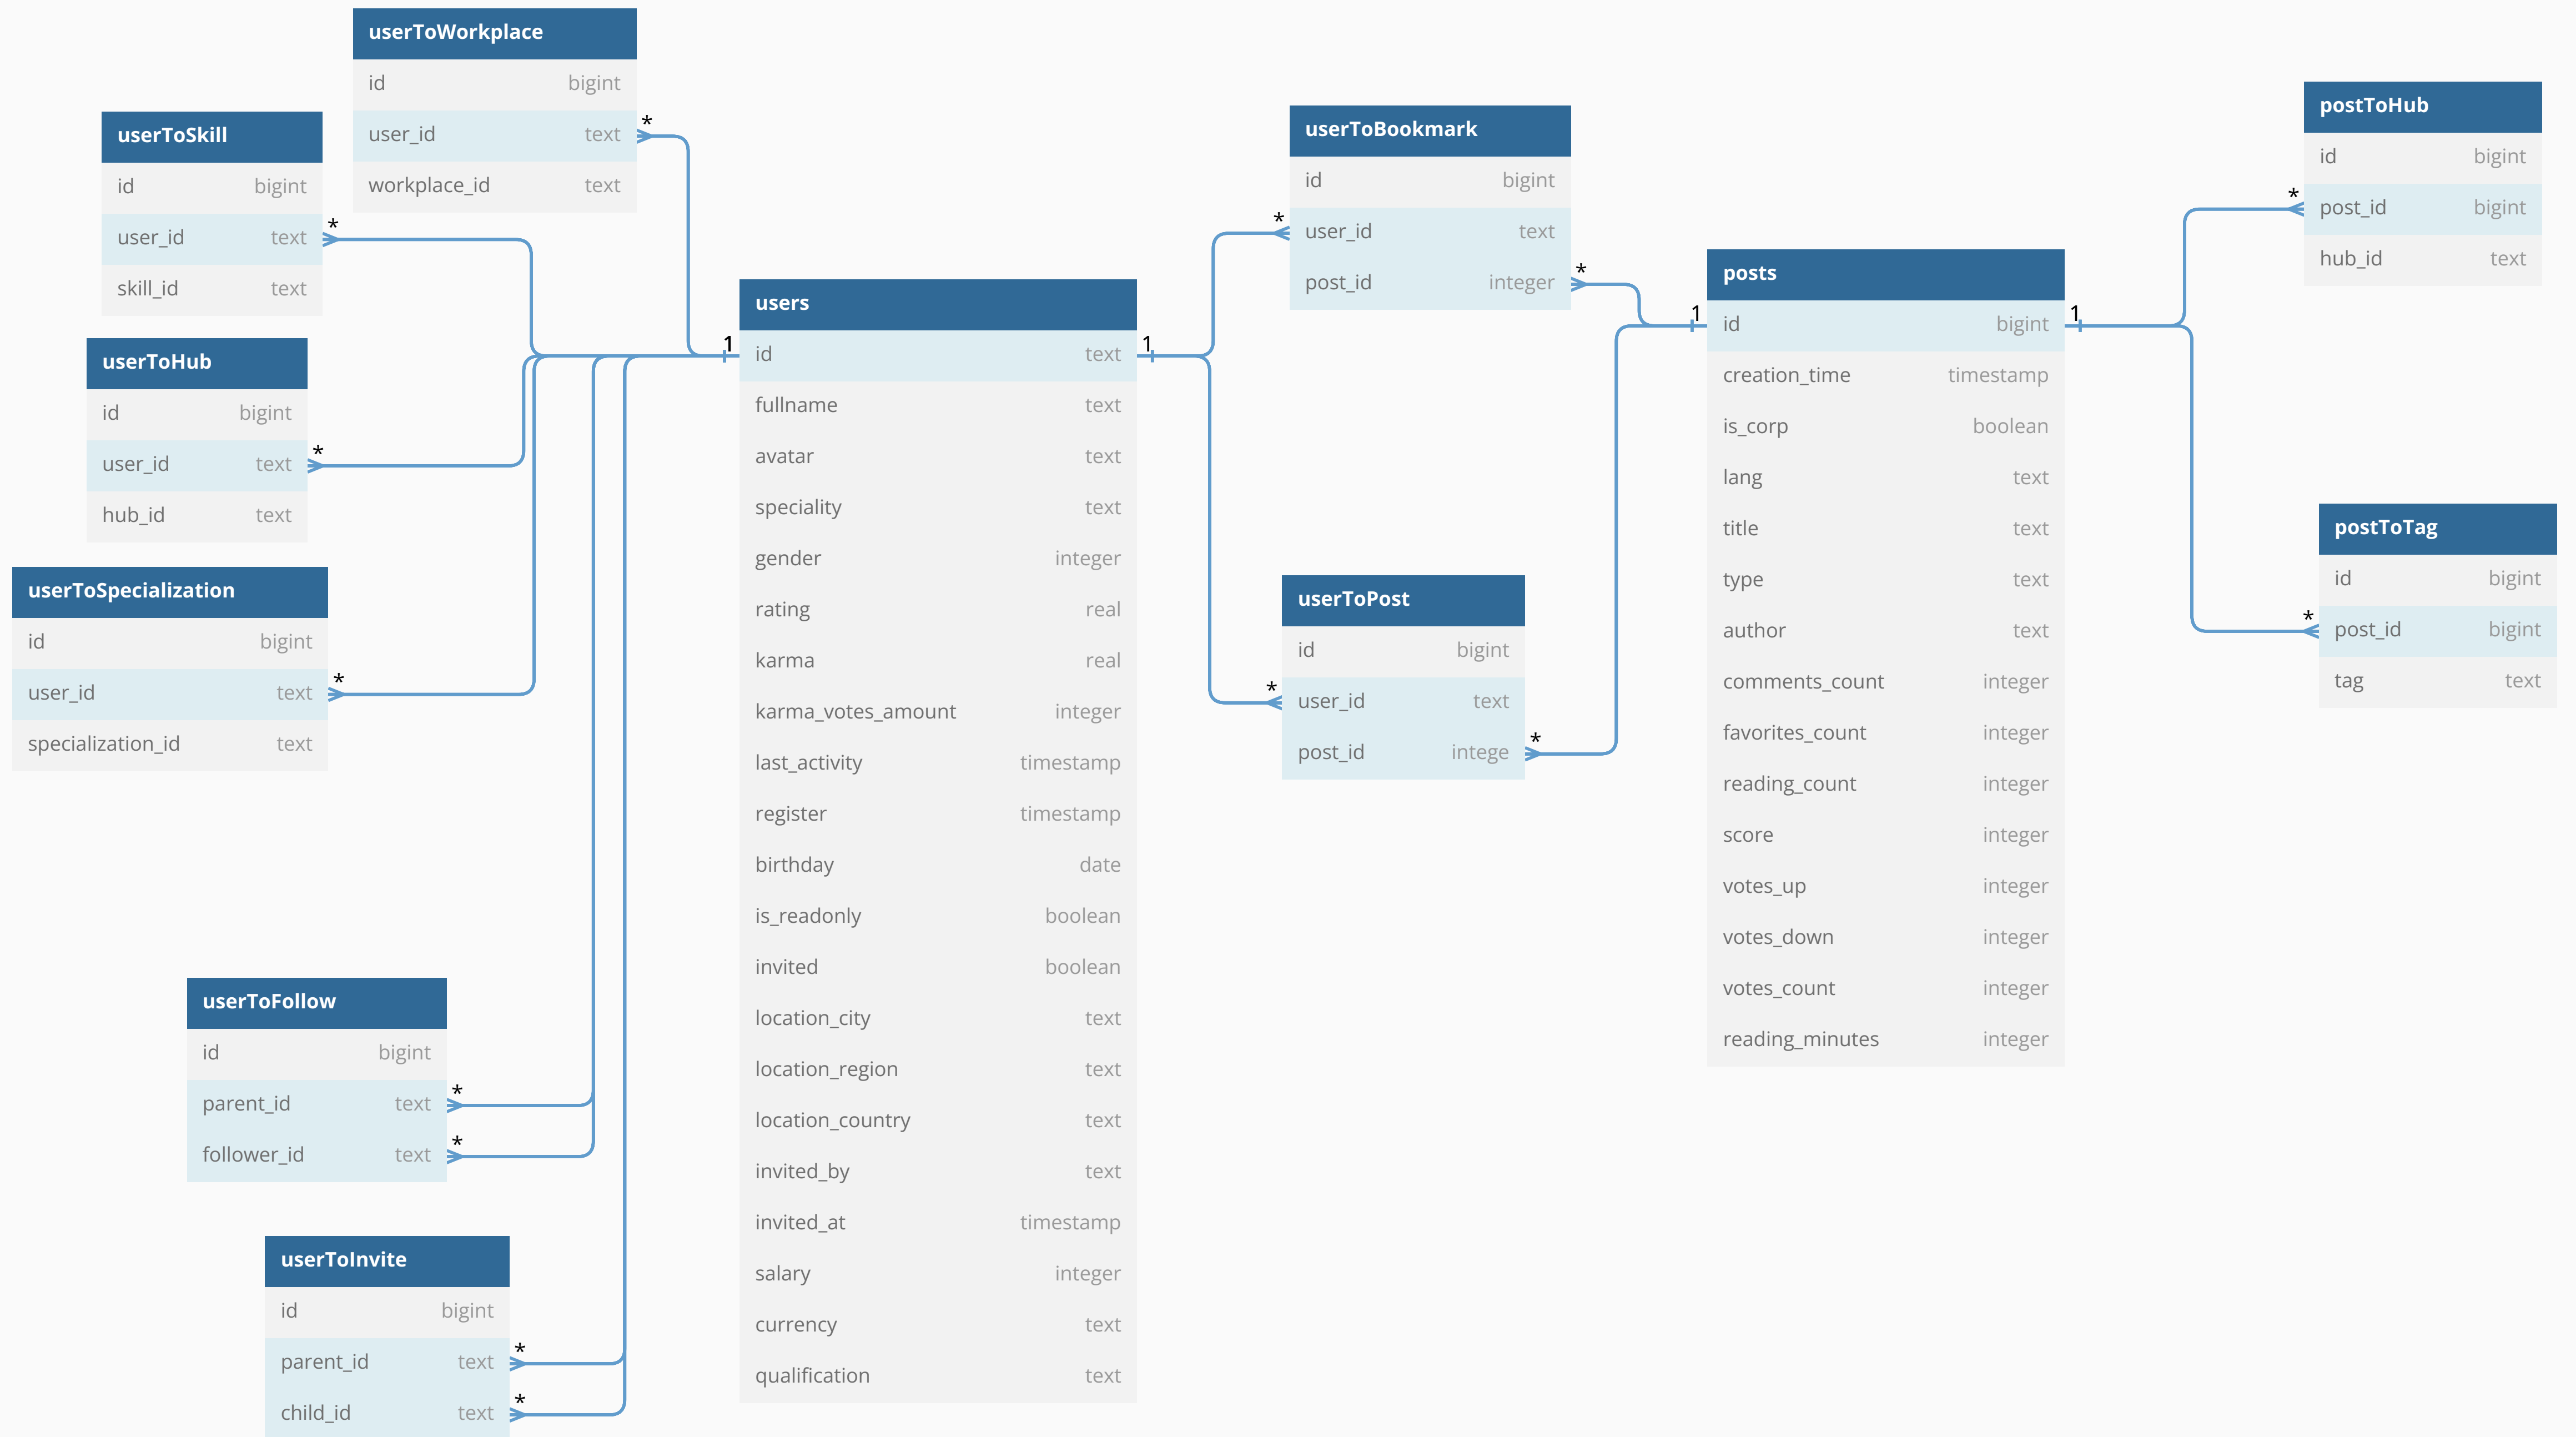 userToWorkplace
id bigint
user_id text *
workplace_id text
userToSkill
id bigint
user_id text *
skill_id text
userToHub
id bigint
user_id text *
hub_id text
userToSpecialization
id bigint
user_id text *
specialization_id text
userToFollow
id bigint
parent_id text *
follower_id text *
userToInvite
id bigint
parent_id text *
child_id text *
users
1 id text 1
fullname text
avatar text
speciality text
gender integer
rating real
karma real
karma_votes_amount integer
last_activity timestamp
register timestamp
birthday date
is_readonly boolean
invited boolean
location_city text
location_region text
location_country text
invited_by text
invited_at timestamp
salary integer
currency text
qualification text
userToBookmark
id bigint
* user_id text
post_id integer *
userToPost
id bigint
* user_id text
post_id intege *
posts
1 id bigint 1
creation_time timestamp
is_corp boolean
lang text
title text
type text
author text
comments_count integer
favorites_count integer
reading_count integer
score integer
votes_up integer
votes_down integer
votes_count integer
reading_minutes integer
postToHub
id bigint
* post_id bigint
hub_id text
postToTag
id bigint
* post_id bigint
tag text